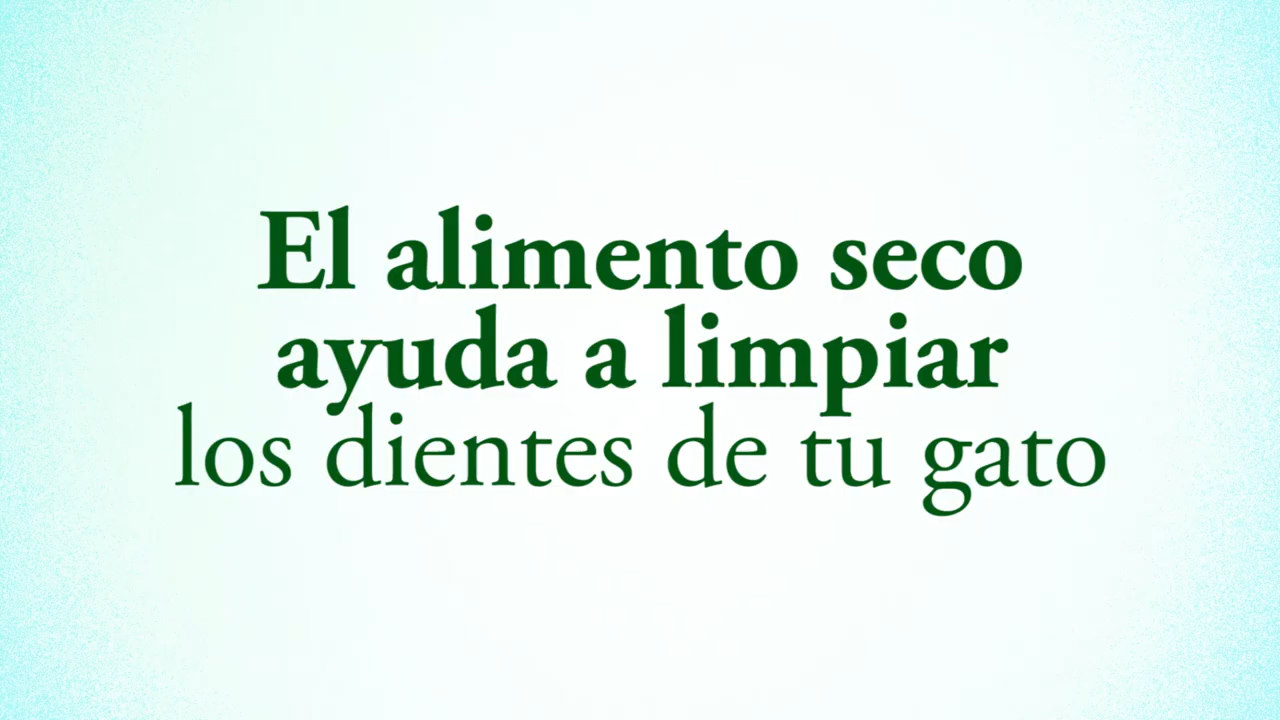 El alimento seco
ayuda a limpiar
los dientes de tu gato